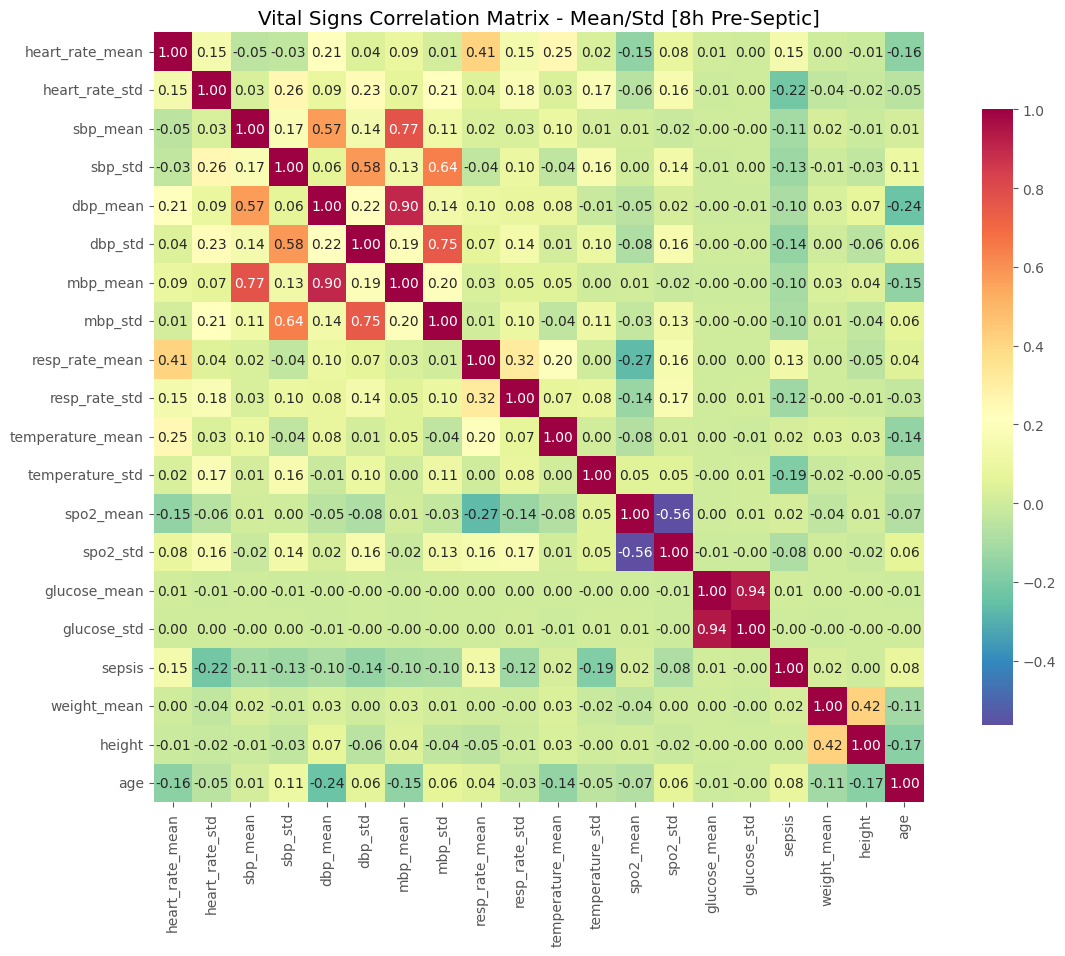 Vital Signs Correlation Matrix - Mean/Std [8h Pre-Septic]
heart_rate_mean 1.00 0.15 -0.05 -0.03 0.21 0.04 0.09 0.01 0.41 0.15 0.25 0.02 -0.15 0.08 0.01 0.00 0.15 0.00 -0.01 -0.16
heart_rate_std 0.15 1.00 0.03 0.26 0.09 0.23 0.07 0.21 0.04 0.18 0.03 0.17 -0.06 0.16 -0.01 0.00 -0.22 -0.04 -0.02 -0.05
sbp_mean -0.05 0.03 1.00 0.17 0.57 0.14 0.77 0.11 0.02 0.03 0.10 0.01 0.01 -0.02 -0.00 -0.00 -0.11 0.02 -0.01 0.01
sbp_std -0.03 0.26 0.17 1.00 0.06 0.58 0.13 0.64 -0.04 0.10 -0.04 0.16 0.00 0.14 -0.01 0.00 -0.13 -0.01 -0.03 0.11
dbp_mean 0.21 0.09 0.57 0.06 1.00 0.22 0.90 0.14 0.10 0.08 0.08 -0.01 -0.05 0.02 -0.00 -0.01 -0.10 0.03 0.07 -0.24
dbp_std 0.04 0.23 0.14 0.58 0.22 1.00 0.19 0.75 0.07 0.14 0.01 0.10 -0.08 0.16 -0.00 -0.00 -0.14 0.00 -0.06 0.06
mbp_mean 0.09 0.07 0.77 0.13 0.90 0.19 1.00 0.20 0.03 0.05 0.05 0.00 0.01 -0.02 -0.00 -0.00 -0.10 0.03 0.04 -0.15
mbp_std 0.01 0.21 0.11 0.64 0.14 0.75 0.20 1.00 0.01 0.10 -0.04 0.11 -0.03 0.13 -0.00 -0.00 -0.10 0.01 -0.04 0.06
resp_rate_mean 0.41 0.04 0.02 -0.04 0.10 0.07 0.03 0.01 1.00 0.32 0.20 0.00 -0.27 0.16 0.00 0.00 0.13 -0.00 -0.05 0.04
resp_rate_std 0.15 0.18 0.03 0.10 0.08 0.14 0.05 0.10 0.32 1.00 0.07 0.08 -0.14 0.17 0.00 0.01 -0.12 -0.00 -0.01 -0.03
temperature_mean 0.25 0.03 0.10 -0.04 0.08 0.01 0.05 -0.04 0.20 0.07 1.00 0.00 -0.08 0.01 0.00 -0.01 0.02 0.03 0.03 -0.14
temperature_std 0.02 0.17 0.01 0.16 -0.01 0.10 0.00 0.11 0.00 0.08 0.00 1.00 0.05 0.05 -0.00 0.01 -0.19 -0.02 -0.00 -0.05
spo2_mean -0.15 -0.06 0.01 0.00 -0.05 -0.08 0.01 -0.03 -0.27 -0.14 -0.08 0.05 1.00 -0.56 0.00 0.01 0.02 -0.04 0.01 -0.07
spo2_std 0.08 0.16 -0.02 0.14 0.02 0.16 -0.02 0.13 0.16 0.17 0.01 0.05 -0.56 1.00 -0.01 -0.00 -0.08 0.00 -0.02 0.06
glucose_mean 0.01 -0.01 -0.00 -0.01 -0.00 -0.00 -0.00 -0.00 0.00 0.00 0.00 -0.00 0.00 -0.01 1.00 0.94 0.01 0.00 -0.00 -0.01
glucose_std 0.00 0.00 -0.00 0.00 -0.01 -0.00 -0.00 -0.00 0.00 0.01 -0.01 0.01 0.01 -0.00 0.94 1.00 -0.00 -0.00 -0.00 -0.00
sepsis 0.15 -0.22 -0.11 -0.13 -0.10 -0.14 -0.10 -0.10 0.13 -0.12 0.02 -0.19 0.02 -0.08 0.01 -0.00 1.00 0.02 0.00 0.08
weight_mean 0.00 -0.04 0.02 -0.01 0.03 0.00 0.03 0.01 -0.00 -0.00 0.03 -0.02 -0.04 0.00 0.00 -0.00 0.02 1.00 0.42 -0.11
height -0.01 -0.02 -0.01 -0.03 0.07 -0.06 0.04 -0.04 -0.05 -0.01 0.03 -0.00 0.01 -0.02 -0.00 -0.00 0.00 0.42 1.00 -0.17
age -0.16 -0.05 0.01 0.11 -0.24 0.06 -0.15 0.06 0.04 -0.03 -0.14 -0.05 -0.07 0.06 -0.01 -0.00 0.08 -0.11 -0.17 1.00
heart_rate_mean
heart_rate_std
sbp_mean
sbp_std
dbp_mean
dbp_std
mbp_mean
mbp_std
resp_rate_mean
resp_rate_std
temperature_mean
temperature_std
spo2_mean
spo2_std
glucose_mean
glucose_std
sepsis
weight_mean
height
age
1.0
0.8
0.6
0.4
0.2
0.0
−0.2
−0.4